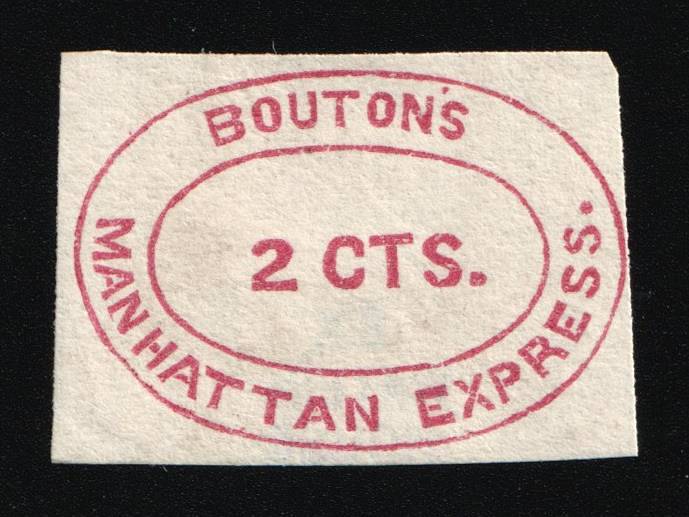 BOUTON'S
2 CTS.
MANHATTAN EXPRESS.